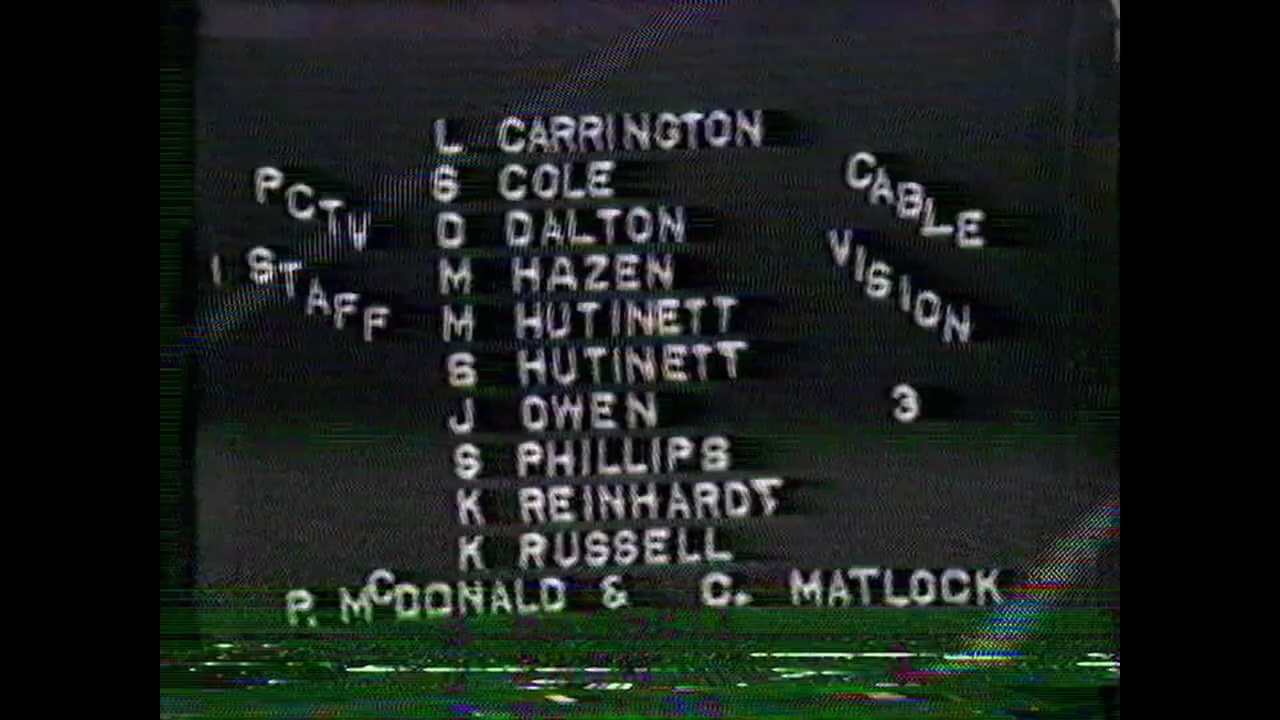 PCTV
STAFF
L CARRINGTON
S COLE
D DALTON
M HAZEN
M HUTINETT
S HUTINETT
J OWEN
S PHILLIPS
K REINHARDT
K RUSSELL
P. McDONALD & C. MATLOCK
CABLE
VISION
3